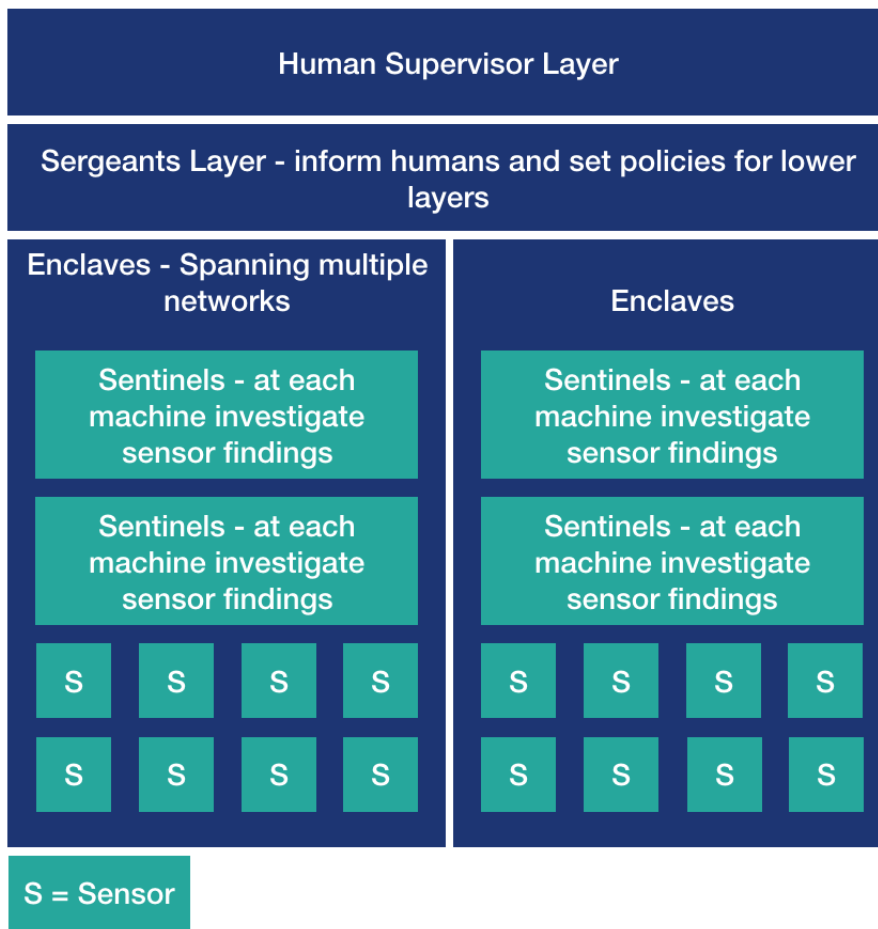 Human Supervisor Layer
Sergeants Layer - inform humans and set policies for lower
layers
Enclaves - Spanning multiple
networks
Sentinels - at each
machine investigate
sensor findings
Sentinels - at each
machine investigate
sensor findings
S S S S
S S S S
Enclaves
Sentinels - at each
machine investigate
sensor findings
Sentinels - at each
machine investigate
sensor findings
S S S S
S S S S
S = Sensor